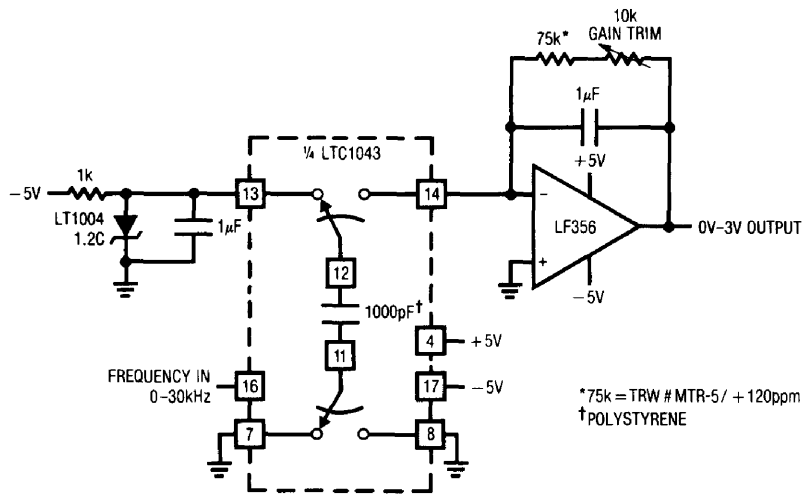 10k
GAIN TRIM
75k*
1µF
¼ LTC1043
+5V
1k
−5V
13
14
−
LT1004
1.2C
1µF
LF356
0V-3V OUTPUT
12
+
−5V
1000pF†
11
4
+5V
FREQUENCY IN
0-30kHz
16
17
−5V
*75k = TRW # MTR-5/ +120ppm
†POLYSTYRENE
7
8